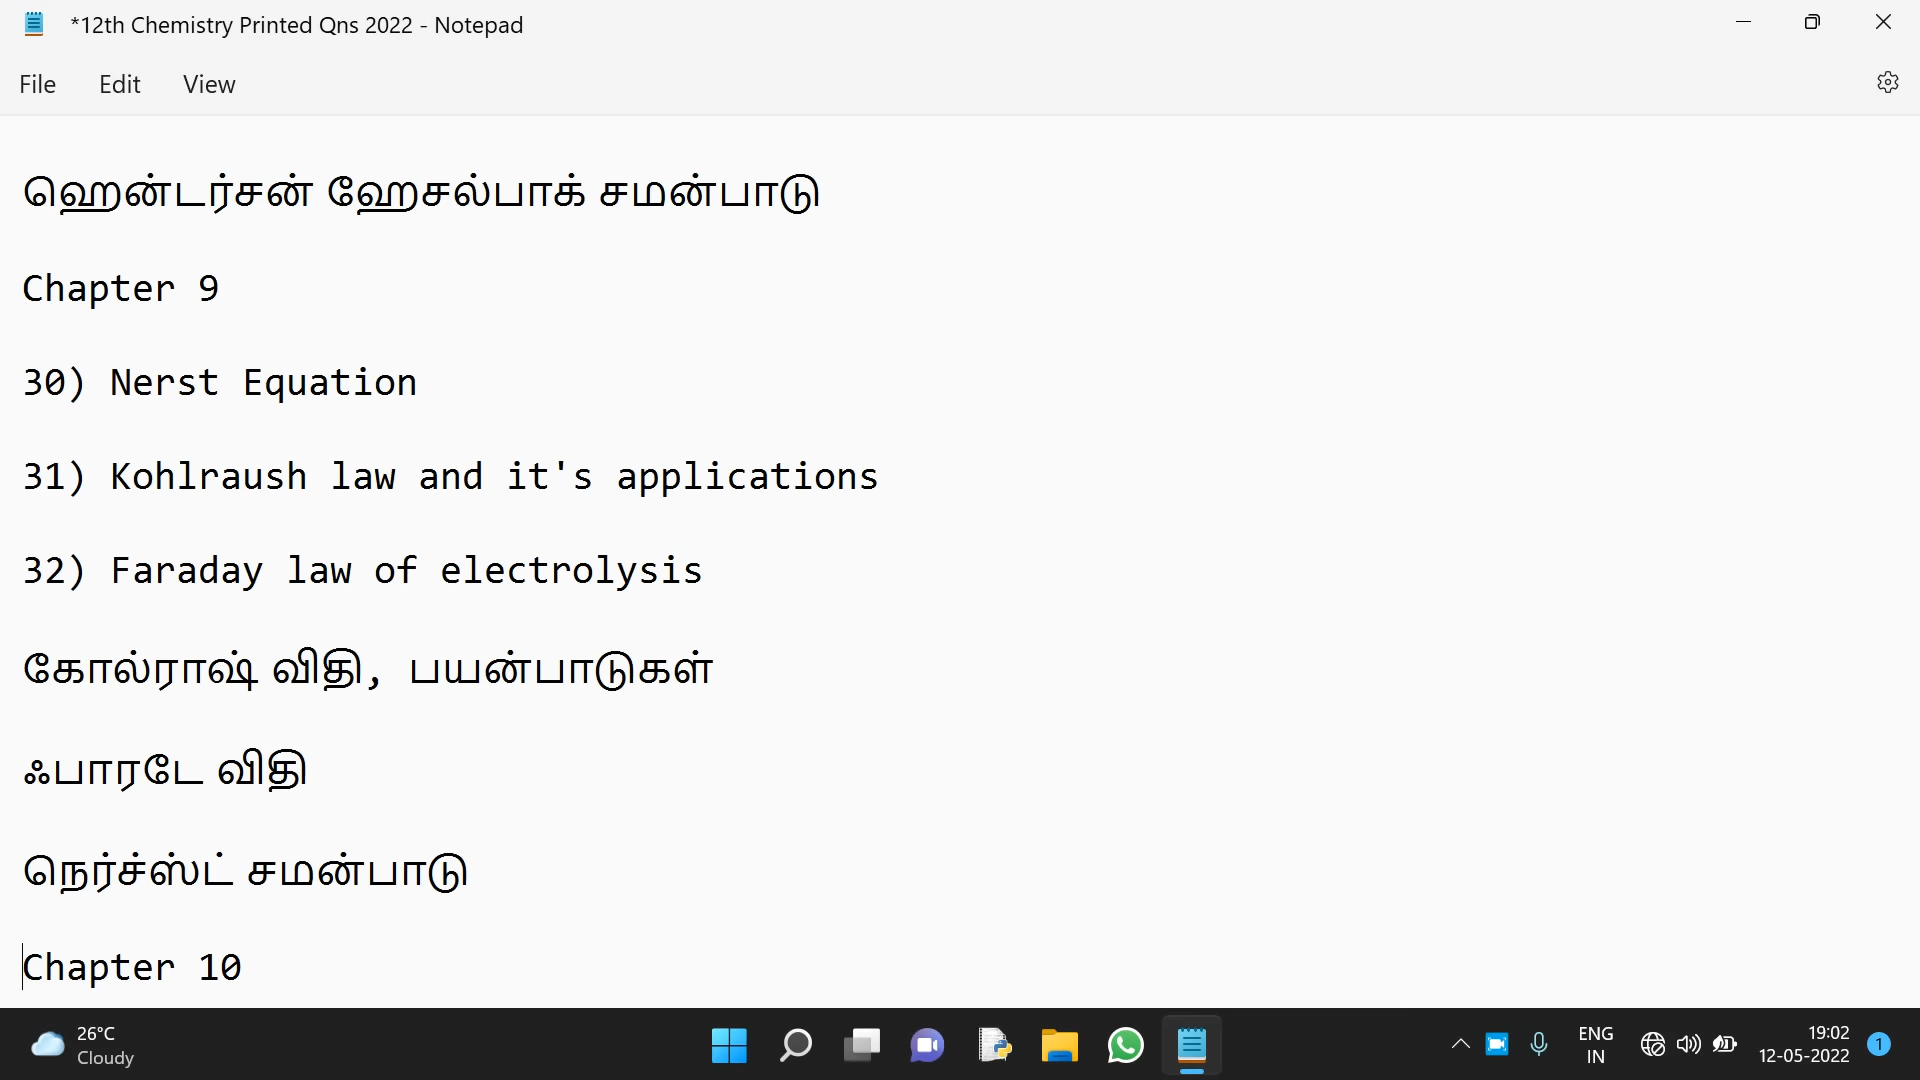 *12th Chemistry Printed Qns 2022 - Notepad
File Edit View
ஹென்டர்சன் ஹேசல்பாக் சமன்பாடு
Chapter 9
30) Nerst Equation
31) Kohlraush law and it's applications
32) Faraday law of electrolysis
கோல்ராஷ் விதி, பயன்பாடுகள்
ஃபாரடே விதி
நெர்ச்ஸ்ட் சமன்பாடு
Chapter 10
26°C
Cloudy
ENG
IN
19:02
12-05-2022
1